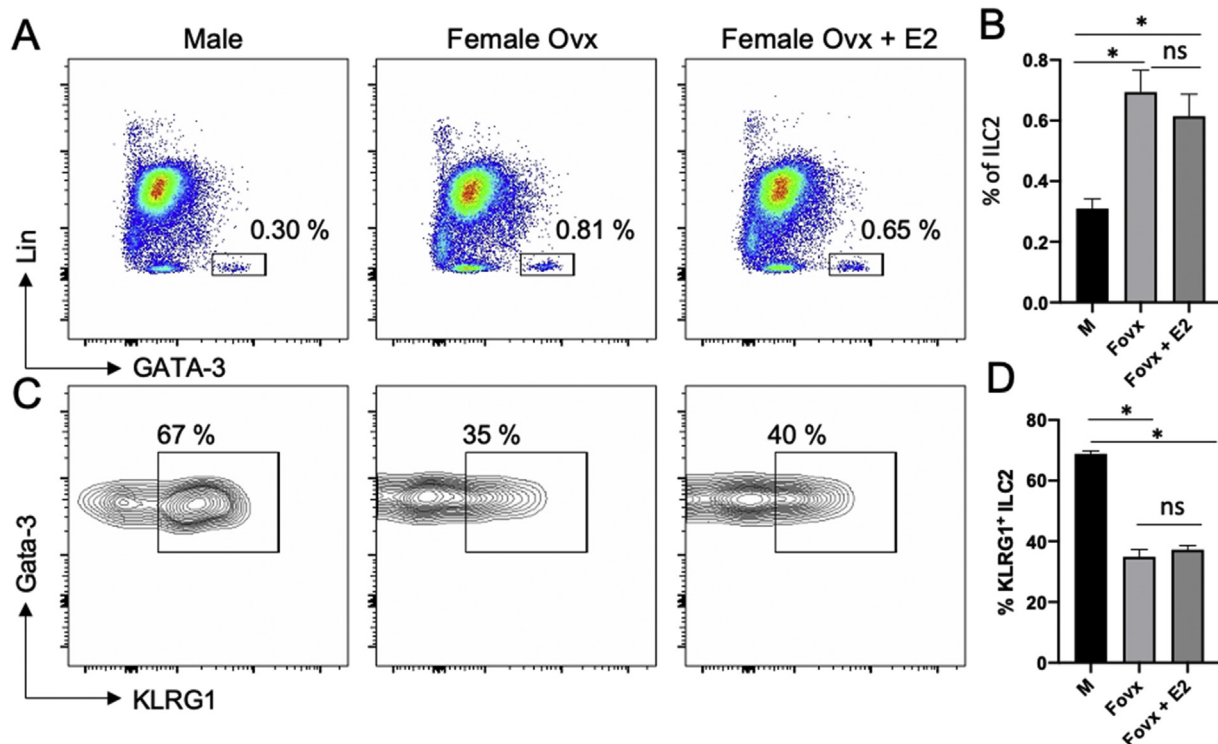 A
Male
Female Ovx
Female Ovx + E2
0.30 %
0.81 %
0.65 %
Lin
GATA-3
B
% of ILC2
0.8
0.6
0.4
0.2
0.0
*
*
ns
M
Fovx
Fovx + E2
C
67 %
35 %
40 %
Gata-3
KLRG1
D
% KLRG1⁺ ILC2
80
60
40
20
0
*
*
ns
M
Fovx
Fovx + E2